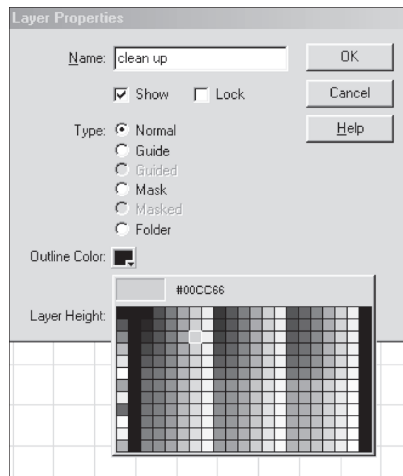 Layer Properties
Name: clean up
OK
Show Lock
Cancel
Type: Normal
Help
Guide
Guided
Mask
Masked
Folder
Outline Color:
#00CC66
Layer Height: